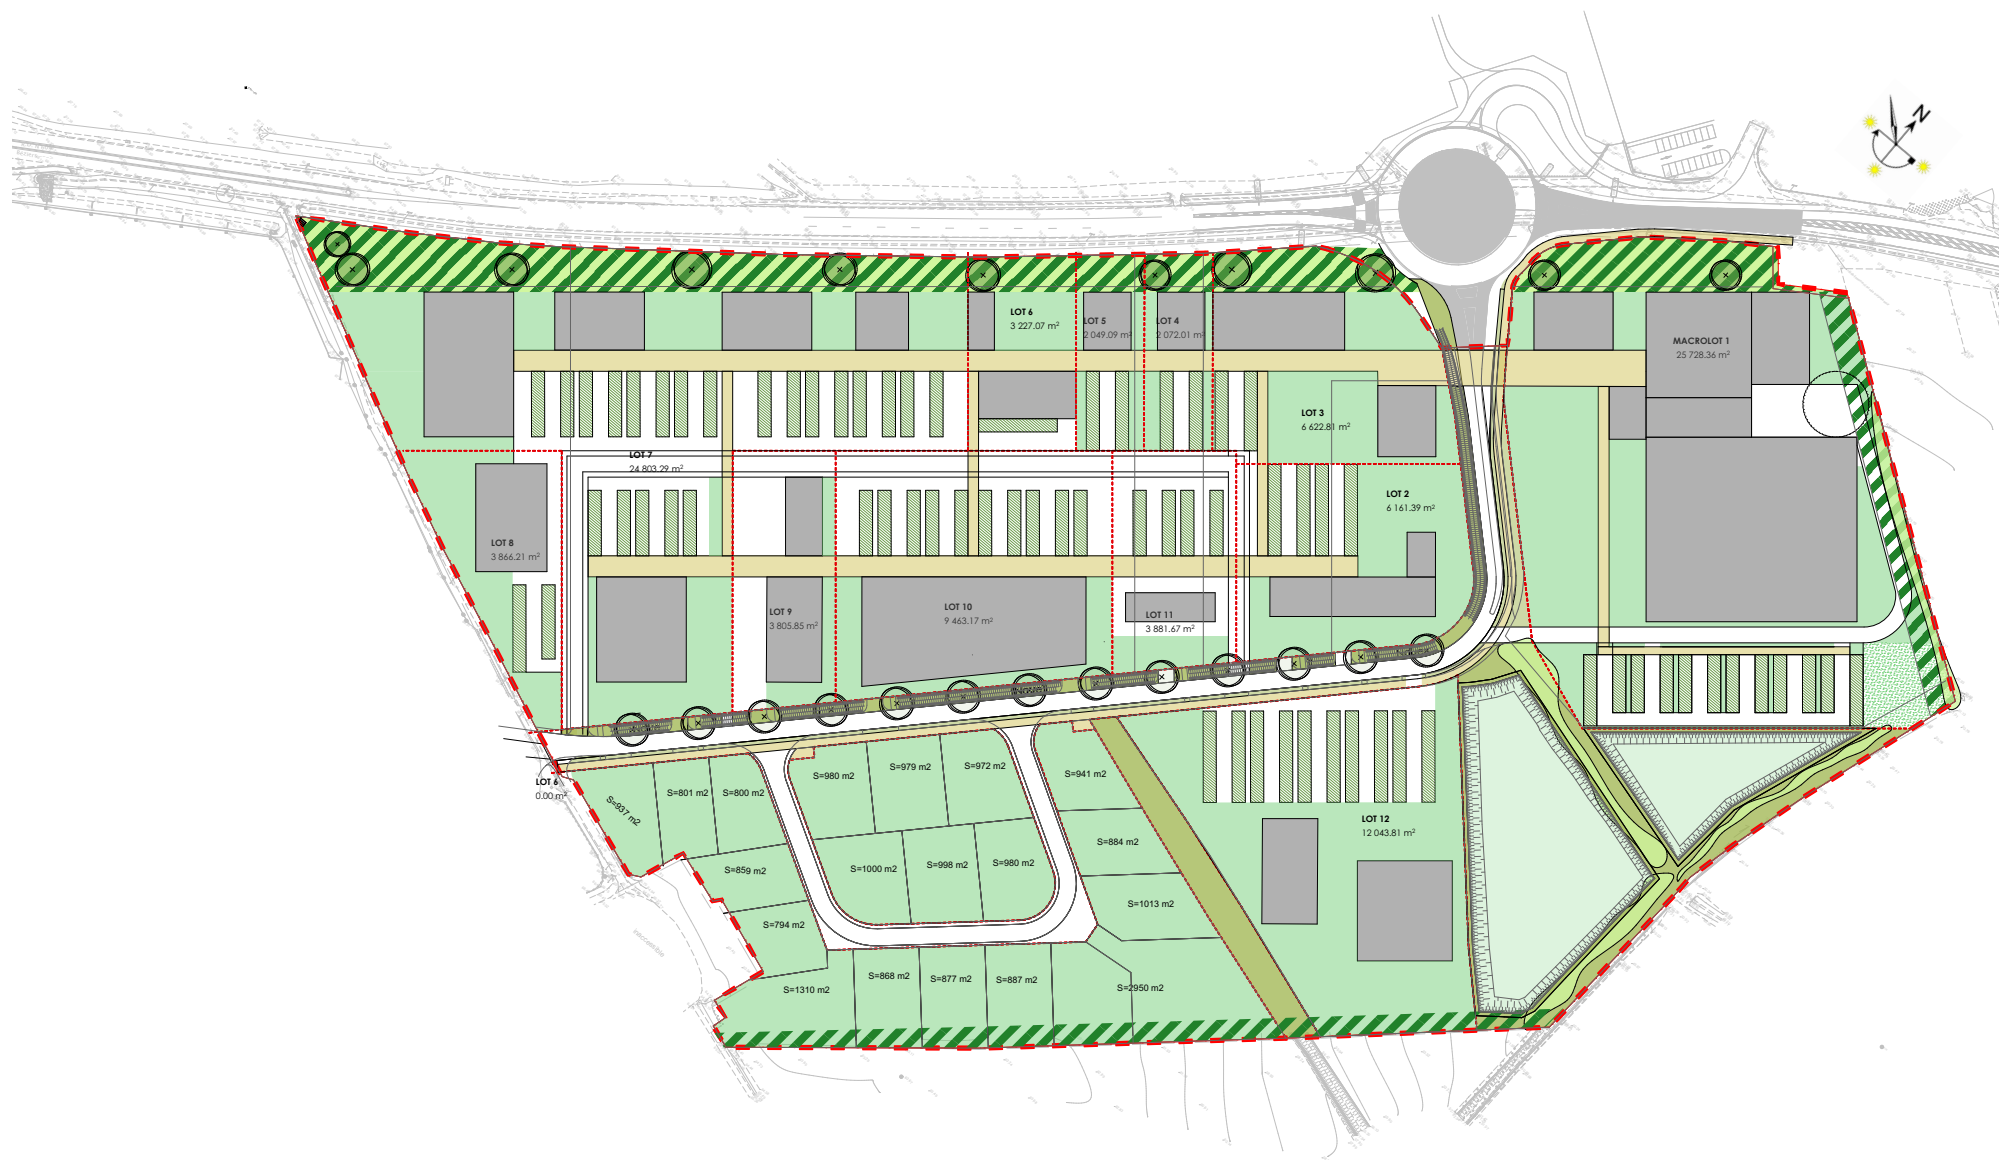 N
LOT 6
3 227.07 m²
LOT 5
2 049.09 m²
LOT 4
2 072.01 m²
MACROLOT 1
25 728.36 m²
LOT 3
6 622.81 m²
LOT 7
24 803.29 m²
LOT 2
6 161.39 m²
LOT 8
3 866.21 m²
LOT 9
3 805.85 m²
LOT 10
9 463.17 m²
LOT 11
3 881.67 m²
LOT 6
0.00 m²
S=937 m2
S=801 m2
S=800 m2
S=980 m2
S=979 m2
S=972 m2
S=941 m2
S=859 m2
S=1000 m2
S=998 m2
S=980 m2
S=884 m2
LOT 12
12 043.81 m²
S=794 m2
S=1013 m2
S=1310 m2
S=868 m2
S=877 m2
S=887 m2
S=2950 m2